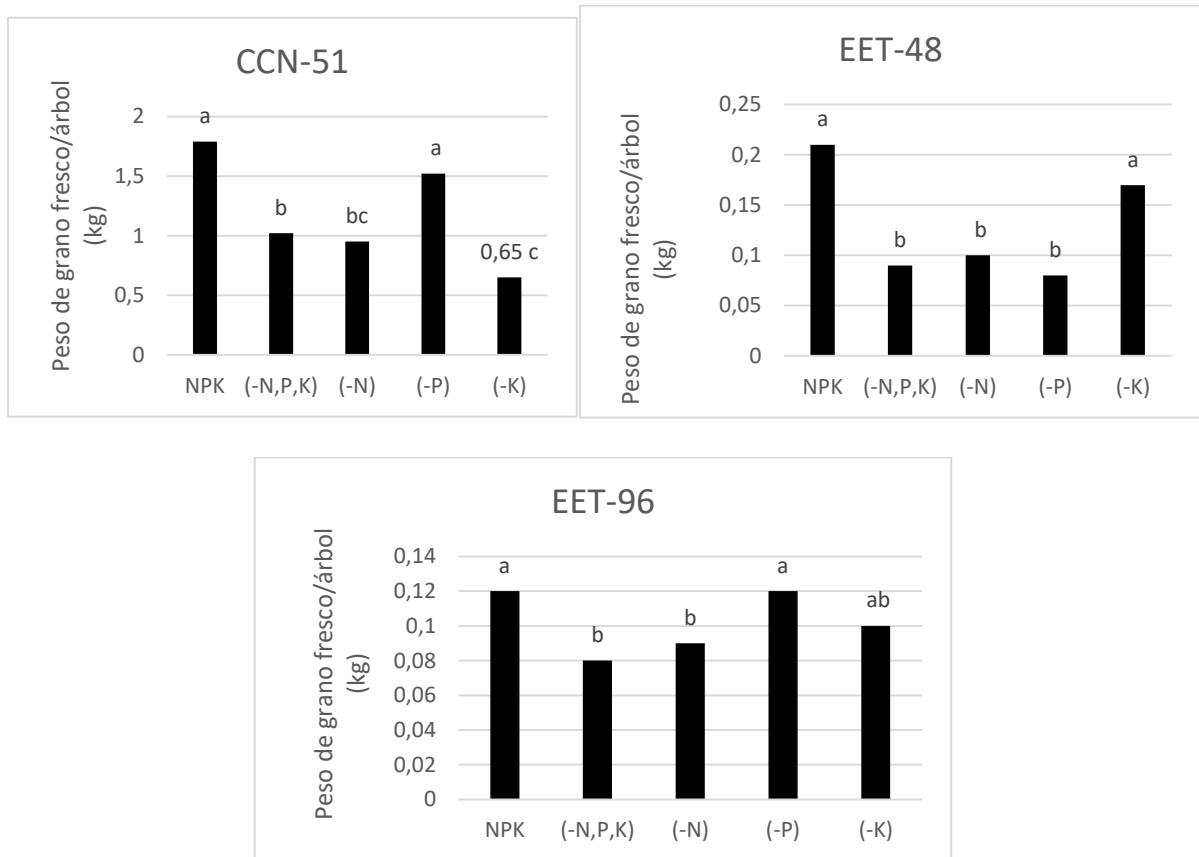 CCN-51
Peso de grano fresco/árbol
(kg)
2
1,5
1
0,5
0
a
b
bc
a
0,65 c
NPK (-N,P,K) (-N) (-P) (-K)
EET-48
Peso de grano fresco/árbol
(kg)
0,25
0,2
0,15
0,1
0,05
0
a
b
b
b
a
NPK (-N,P,K) (-N) (-P) (-K)
EET-96
Peso de grano fresco/árbol
(kg)
0,14
0,12
0,1
0,08
0,06
0,04
0,02
0
a
b
b
a
ab
NPK (-N,P,K) (-N) (-P) (-K)